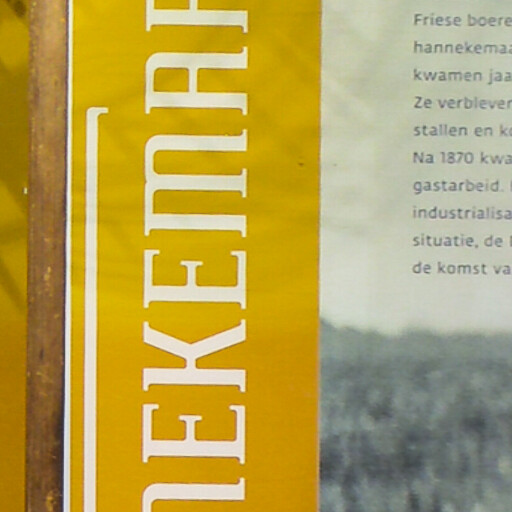 NEKEMA
Friese boere
hannekemaa
kwamen jaa
Ze verblever
stallen en k
Na 1870 kwa
gastarbeid.
industrialisa
situatie, de
de komst va